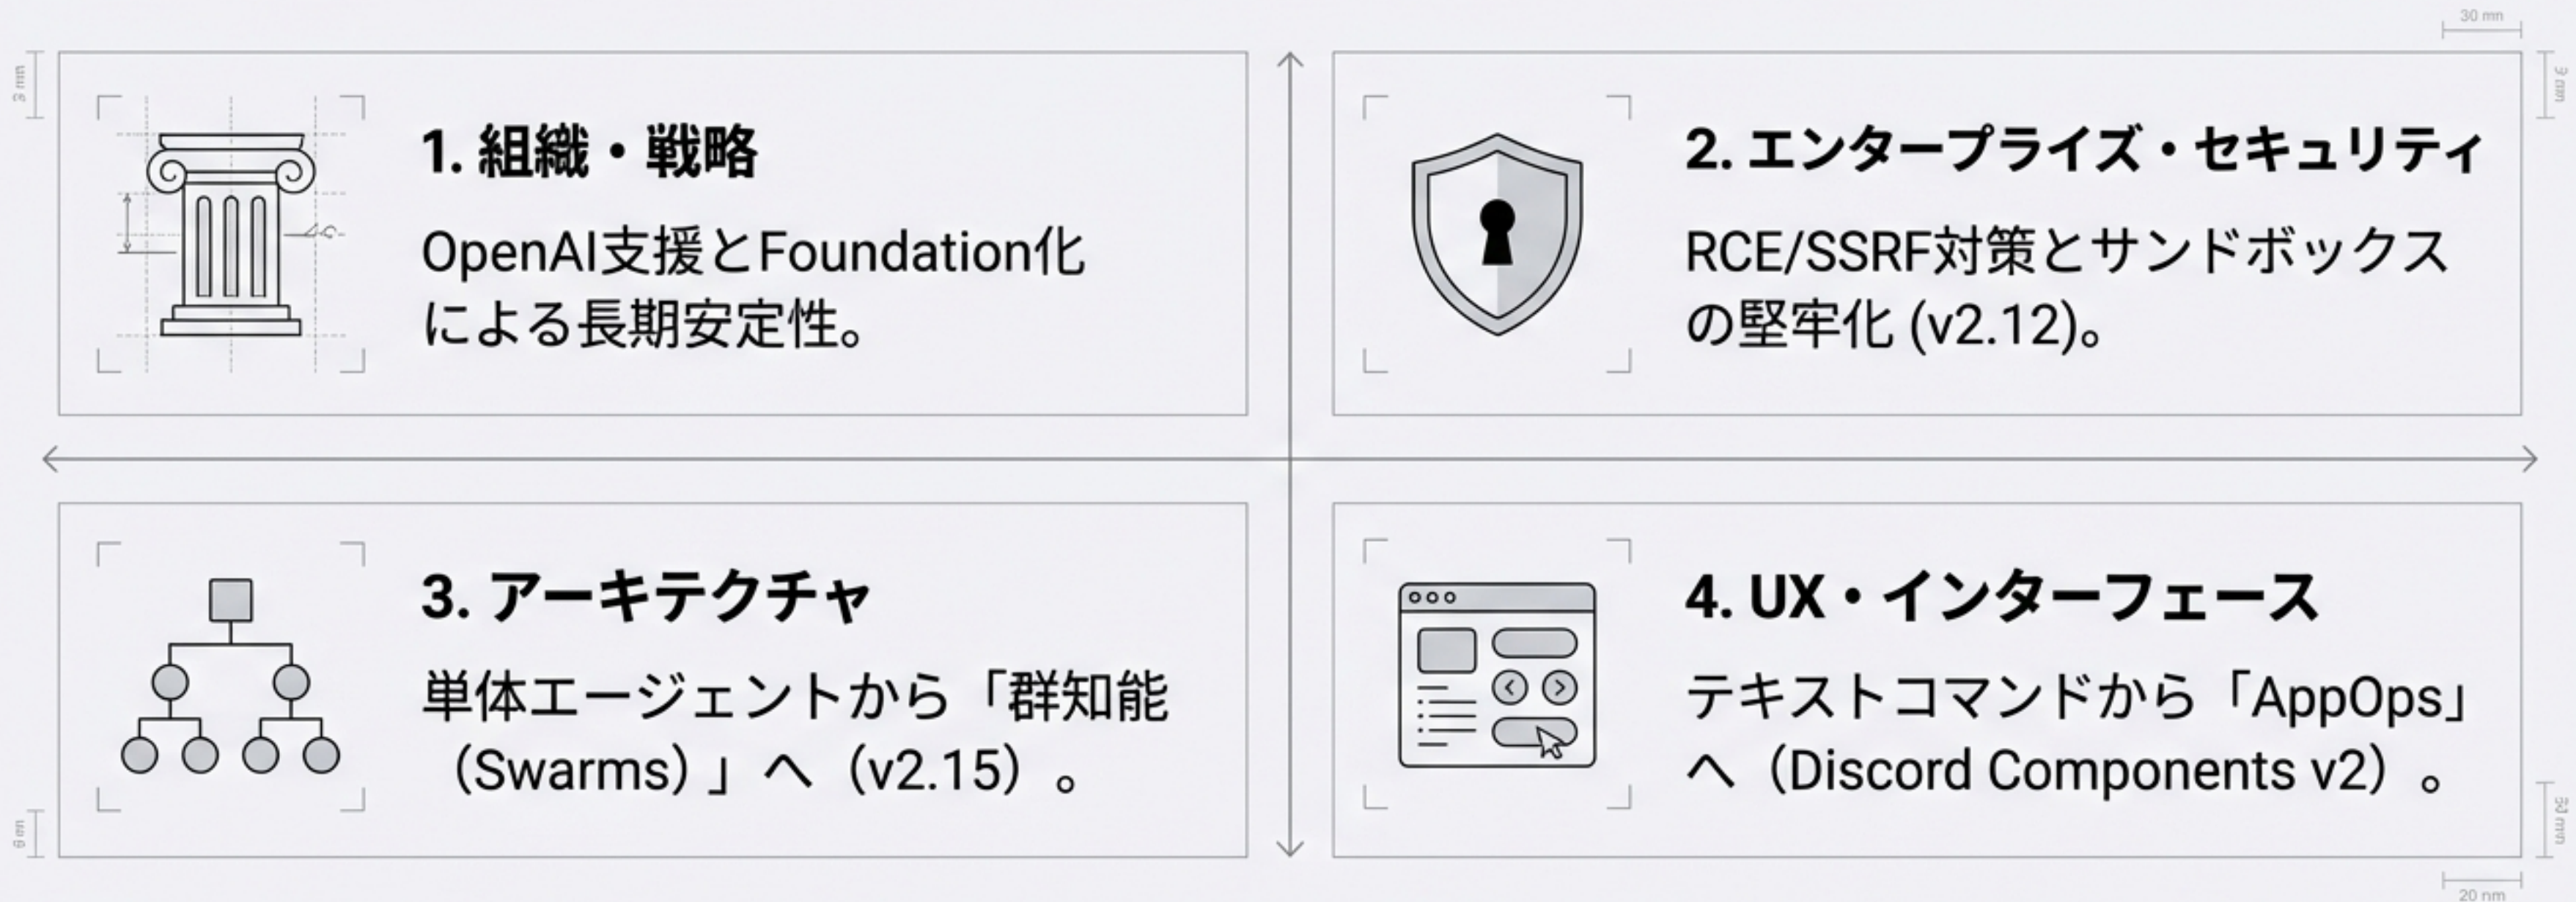 30 mn
1. 組織・戦略
OpenAI支援とFoundation化
による長期安定性。
2. エンタープライズ・セキュリティ
RCE/SSRF対策とサンドボックス
の堅牢化 (v2.12)。
3. アーキテクチャ
単体エージェントから「群知能
（Swarms）」へ（v2.15）。
4. UX・インターフェース
テキストコマンドから「AppOps」
へ（Discord Components v2）。
20 nm